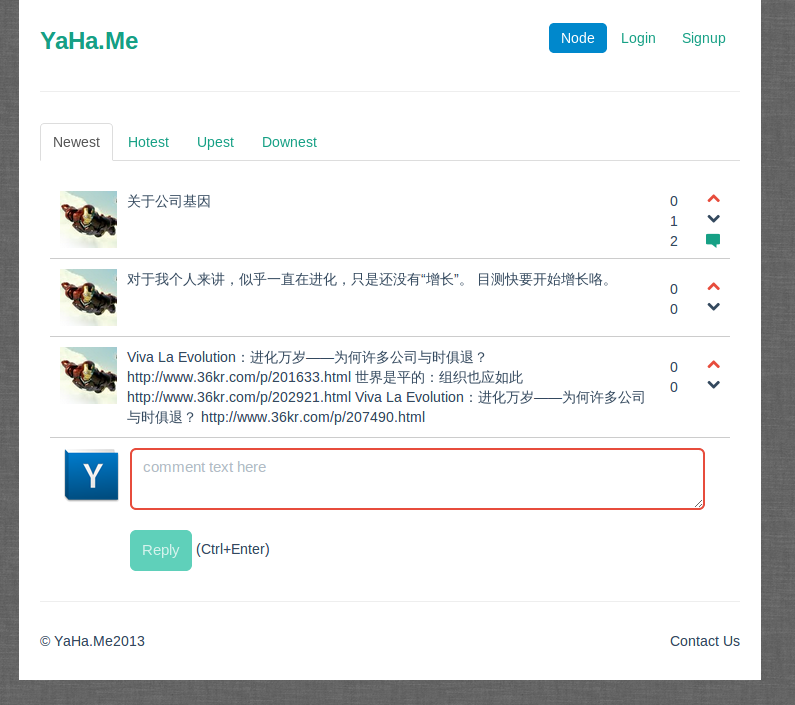 YaHa.Me
Node Login Signup
Newest Hotest Upest Downest
关于公司基因
0
1
2
对于我个人来讲，似乎一直在进化，只是还没有“增长”。 目测快要开始增长咯。
0
0
Viva La Evolution：进化万岁——为何许多公司与时俱退？
http://www.36kr.com/p/201633.html 世界是平的：组织也应如此
http://www.36kr.com/p/202921.html Viva La Evolution：进化万岁——为何许多公司
与时俱退？ http://www.36kr.com/p/207490.html
0
0
Y
comment text here
Reply (Ctrl+Enter)
© YaHa.Me2013
Contact Us